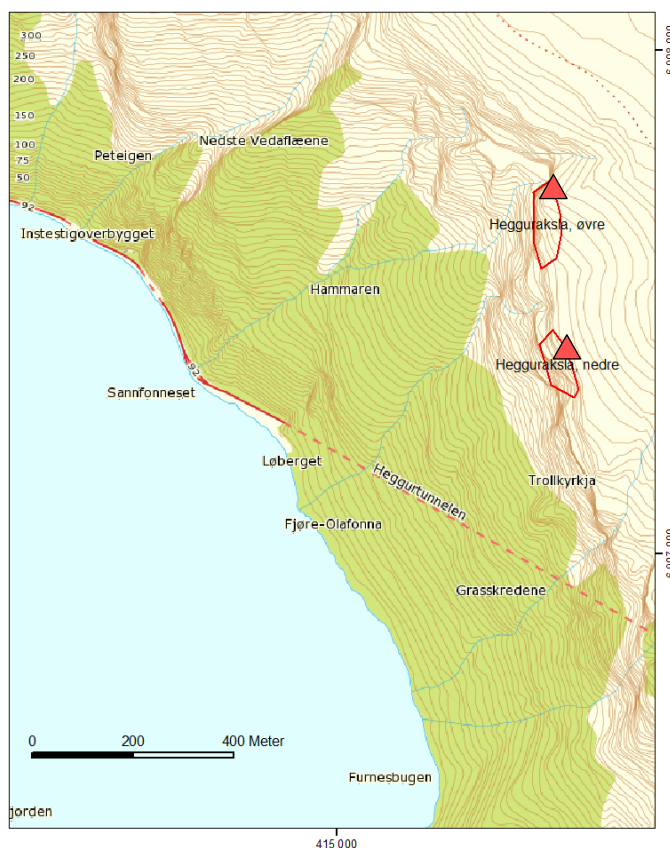 300
250
200
150
100
75
50
92
Peteigen
Nedste Vedaflæene
Instestigoverbygget
Hegguraksla, øvre
Hammaren
Hegguraksla, nedre
92
Sannfonneset
Løberget
Heggurtunnelen
Trollkyrkja
Fjøre-Olafonna
Grasskredene
0 200 400 Meter
Furnesbugen
jorden
415 000